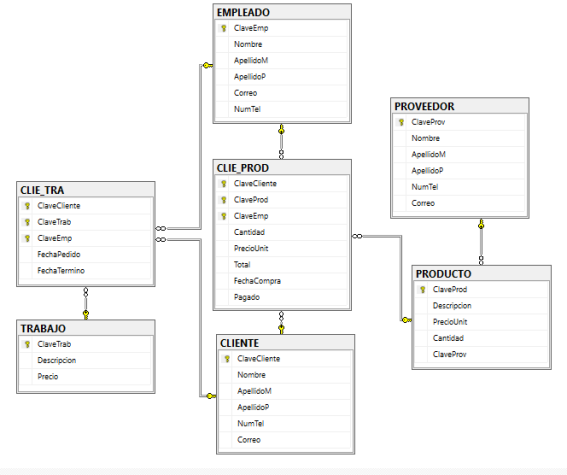 EMPLEADO
ClaveEmp
Nombre
ApellidoM
ApellidoP
Correo
NumTel
PROVEEDOR
ClaveProv
Nombre
ApellidoM
ApellidoP
NumTel
Correo
CLIE_PROD
ClaveCliente
ClaveProd
ClaveEmp
Cantidad
PrecioUnit
Total
FechaCompra
Pagado
CLIE_TRA
ClaveCliente
ClaveTrab
ClaveEmp
FechaPedido
FechaTermino
PRODUCTO
ClaveProd
Descripcion
PrecioUnit
Cantidad
ClaveProv
TRABAJO
ClaveTrab
Descripcion
Precio
CLIENTE
ClaveCliente
Nombre
ApellidoM
ApellidoP
NumTel
Correo